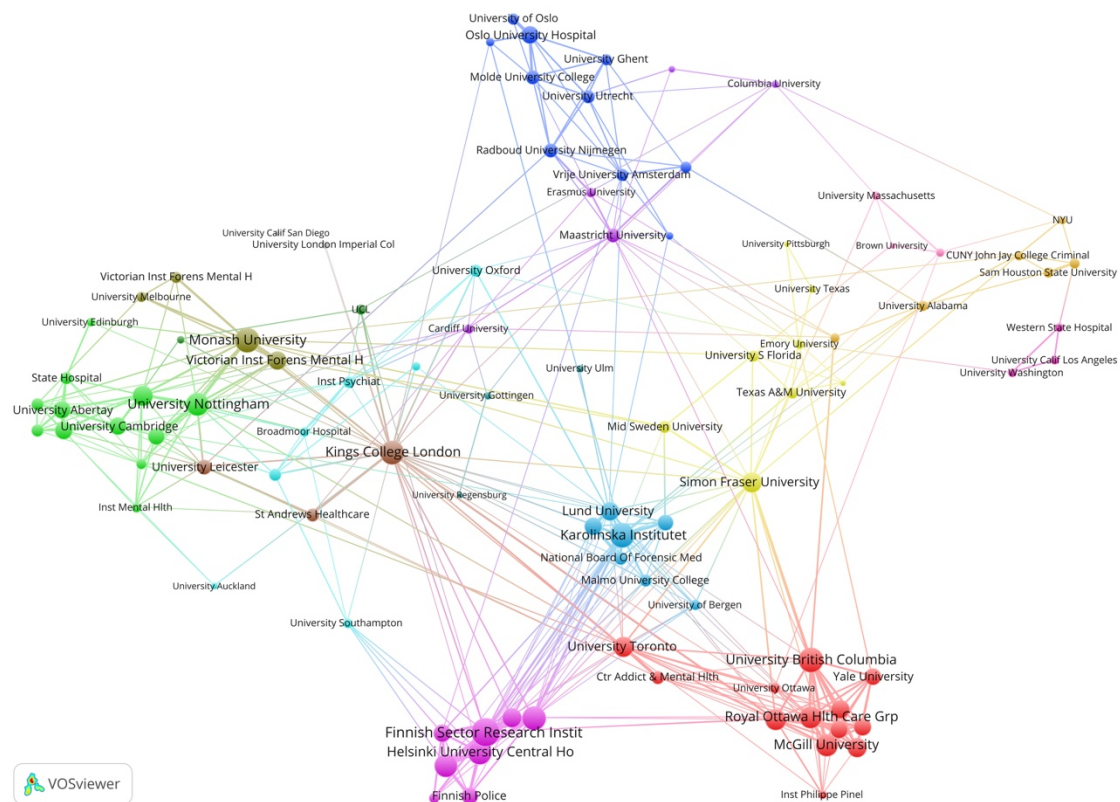 University of Oslo
Oslo University Hospital
University Ghent
Molde University College
Columbia University
University Utrecht
Radboud University Nijmegen
Vrije University Amsterdam
Erasmus University
University Massachusetts
NYU
University Calif San Diego
Maastricht University
University London Imperial Col
University Pittsburgh
Brown University
CUNY John Jay College Criminal
Victorian Inst Forens Mental H
University Oxford
Sam Houston State University
University Melbourne
University Texas
UCL
University Alabama
University Edinburgh
Cardiff University
Western State Hospital
Monash University
Emory University
Victorian Inst Forens Mental H
University S Florida
University Calif Los Angeles
State Hospital
Inst Psychiat
University Ulm
University Washington
University Nottingham
University Gottingen
Texas A&M University
University Abertay
University Cambridge
Broadmoor Hospital
Mid Sweden University
Kings College London
University Leicester
Simon Fraser University
University Regensburg
Inst Mental Hlth
St Andrews Healthcare
Lund University
Karolinska Institutet
National Board Of Forensic Med
Malmo University College
University Auckland
University of Bergen
University Southampton
University Toronto
University British Columbia
Ctr Addict & Mental Hlth
Yale University
University Ottawa
Royal Ottawa Hlth Care Grp
Finnish Sector Research Instit
McGill University
Helsinki University Central Ho
Finnish Police
Inst Philippe Pinel
VOSviewer